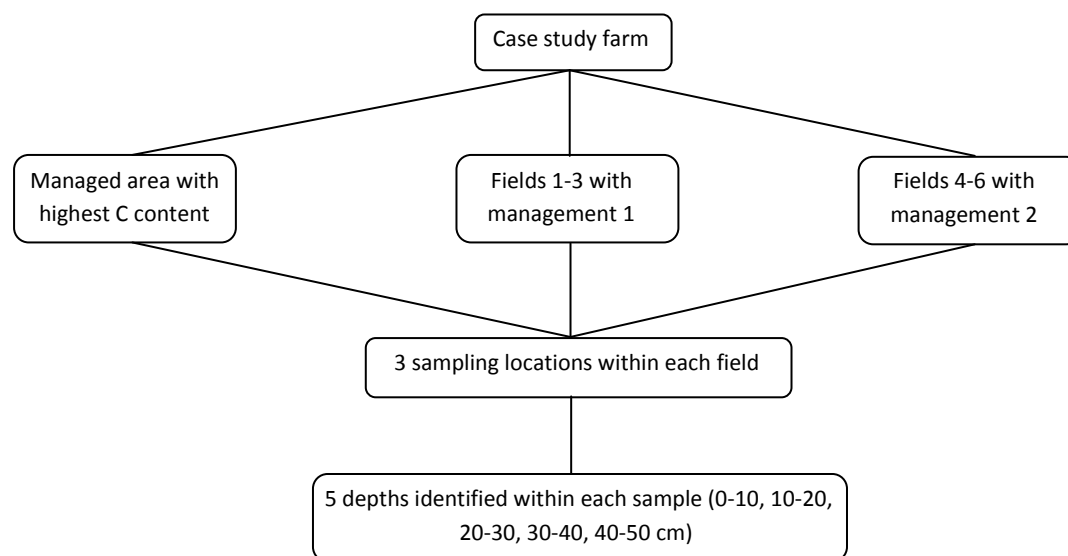 Case study farm
Managed area with
highest C content
Fields 1-3 with
management 1
Fields 4-6 with
management 2
3 sampling locations within each field
5 depths identified within each sample (0-10, 10-20,
20-30, 30-40, 40-50 cm)